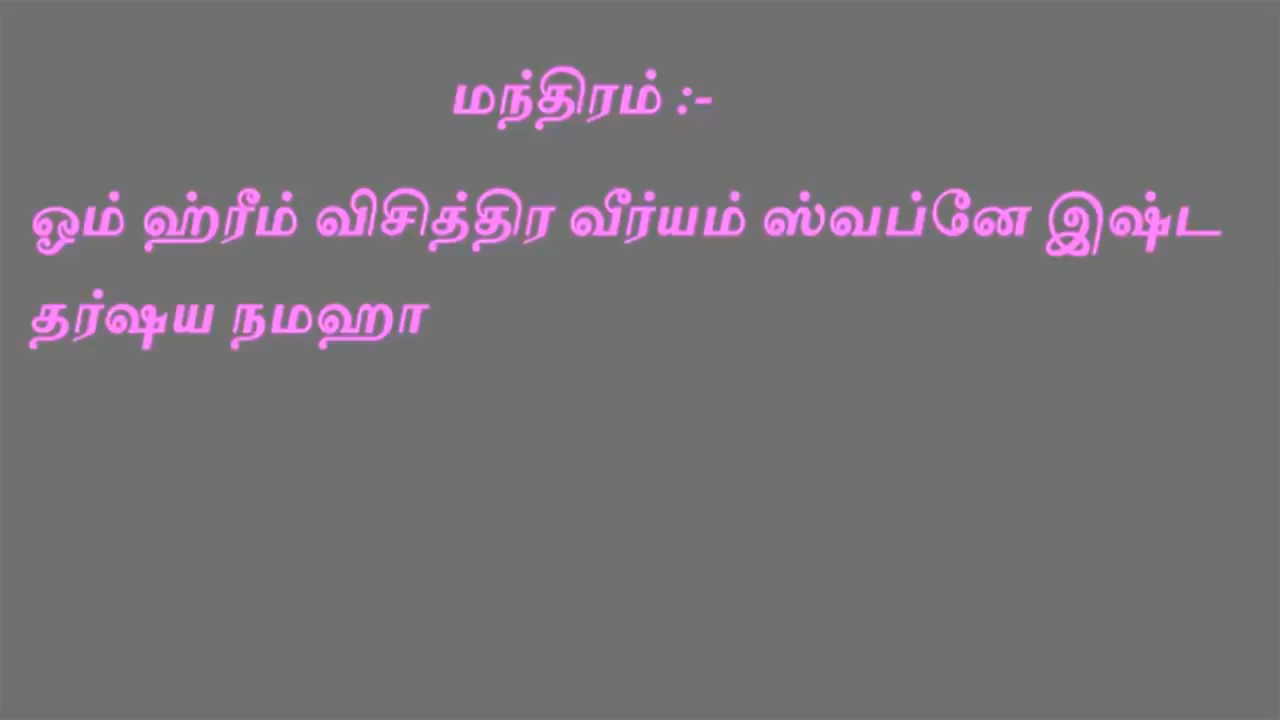 மந்திரம் :-
ஓம் ஹ்ரீம் விசித்திர வீர்யம் ஸ்வப்னே இஷ்ட
தர்ஷய நமஹா